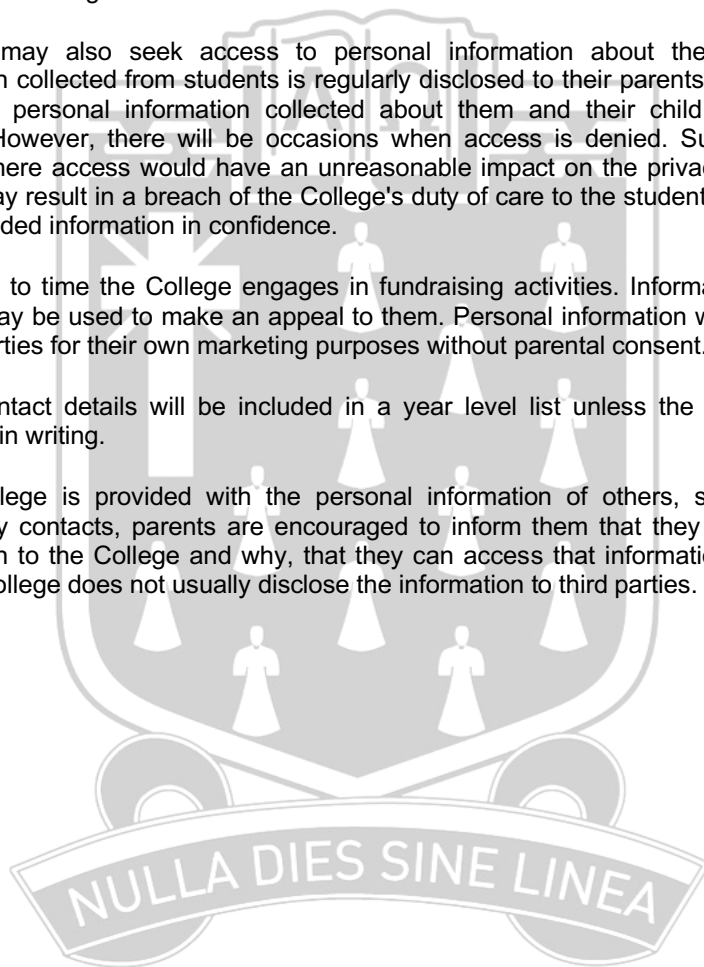 ΑΩ
may also seek access to personal information about the
n collected from students is regularly disclosed to their parents
personal information collected about them and their child
However, there will be occasions when access is denied. Su
here access would have an unreasonable impact on the privac
ay result in a breach of the College's duty of care to the student
ded information in confidence.
to time the College engages in fundraising activities. Informa
ay be used to make an appeal to them. Personal information w
rties for their own marketing purposes without parental consent.
ntact details will be included in a year level list unless the
in writing.
llege is provided with the personal information of others, s
y contacts, parents are encouraged to inform them that they
n to the College and why, that they can access that informatio
ollege does not usually disclose the information to third parties.
NULLA DIES SINE LINEA